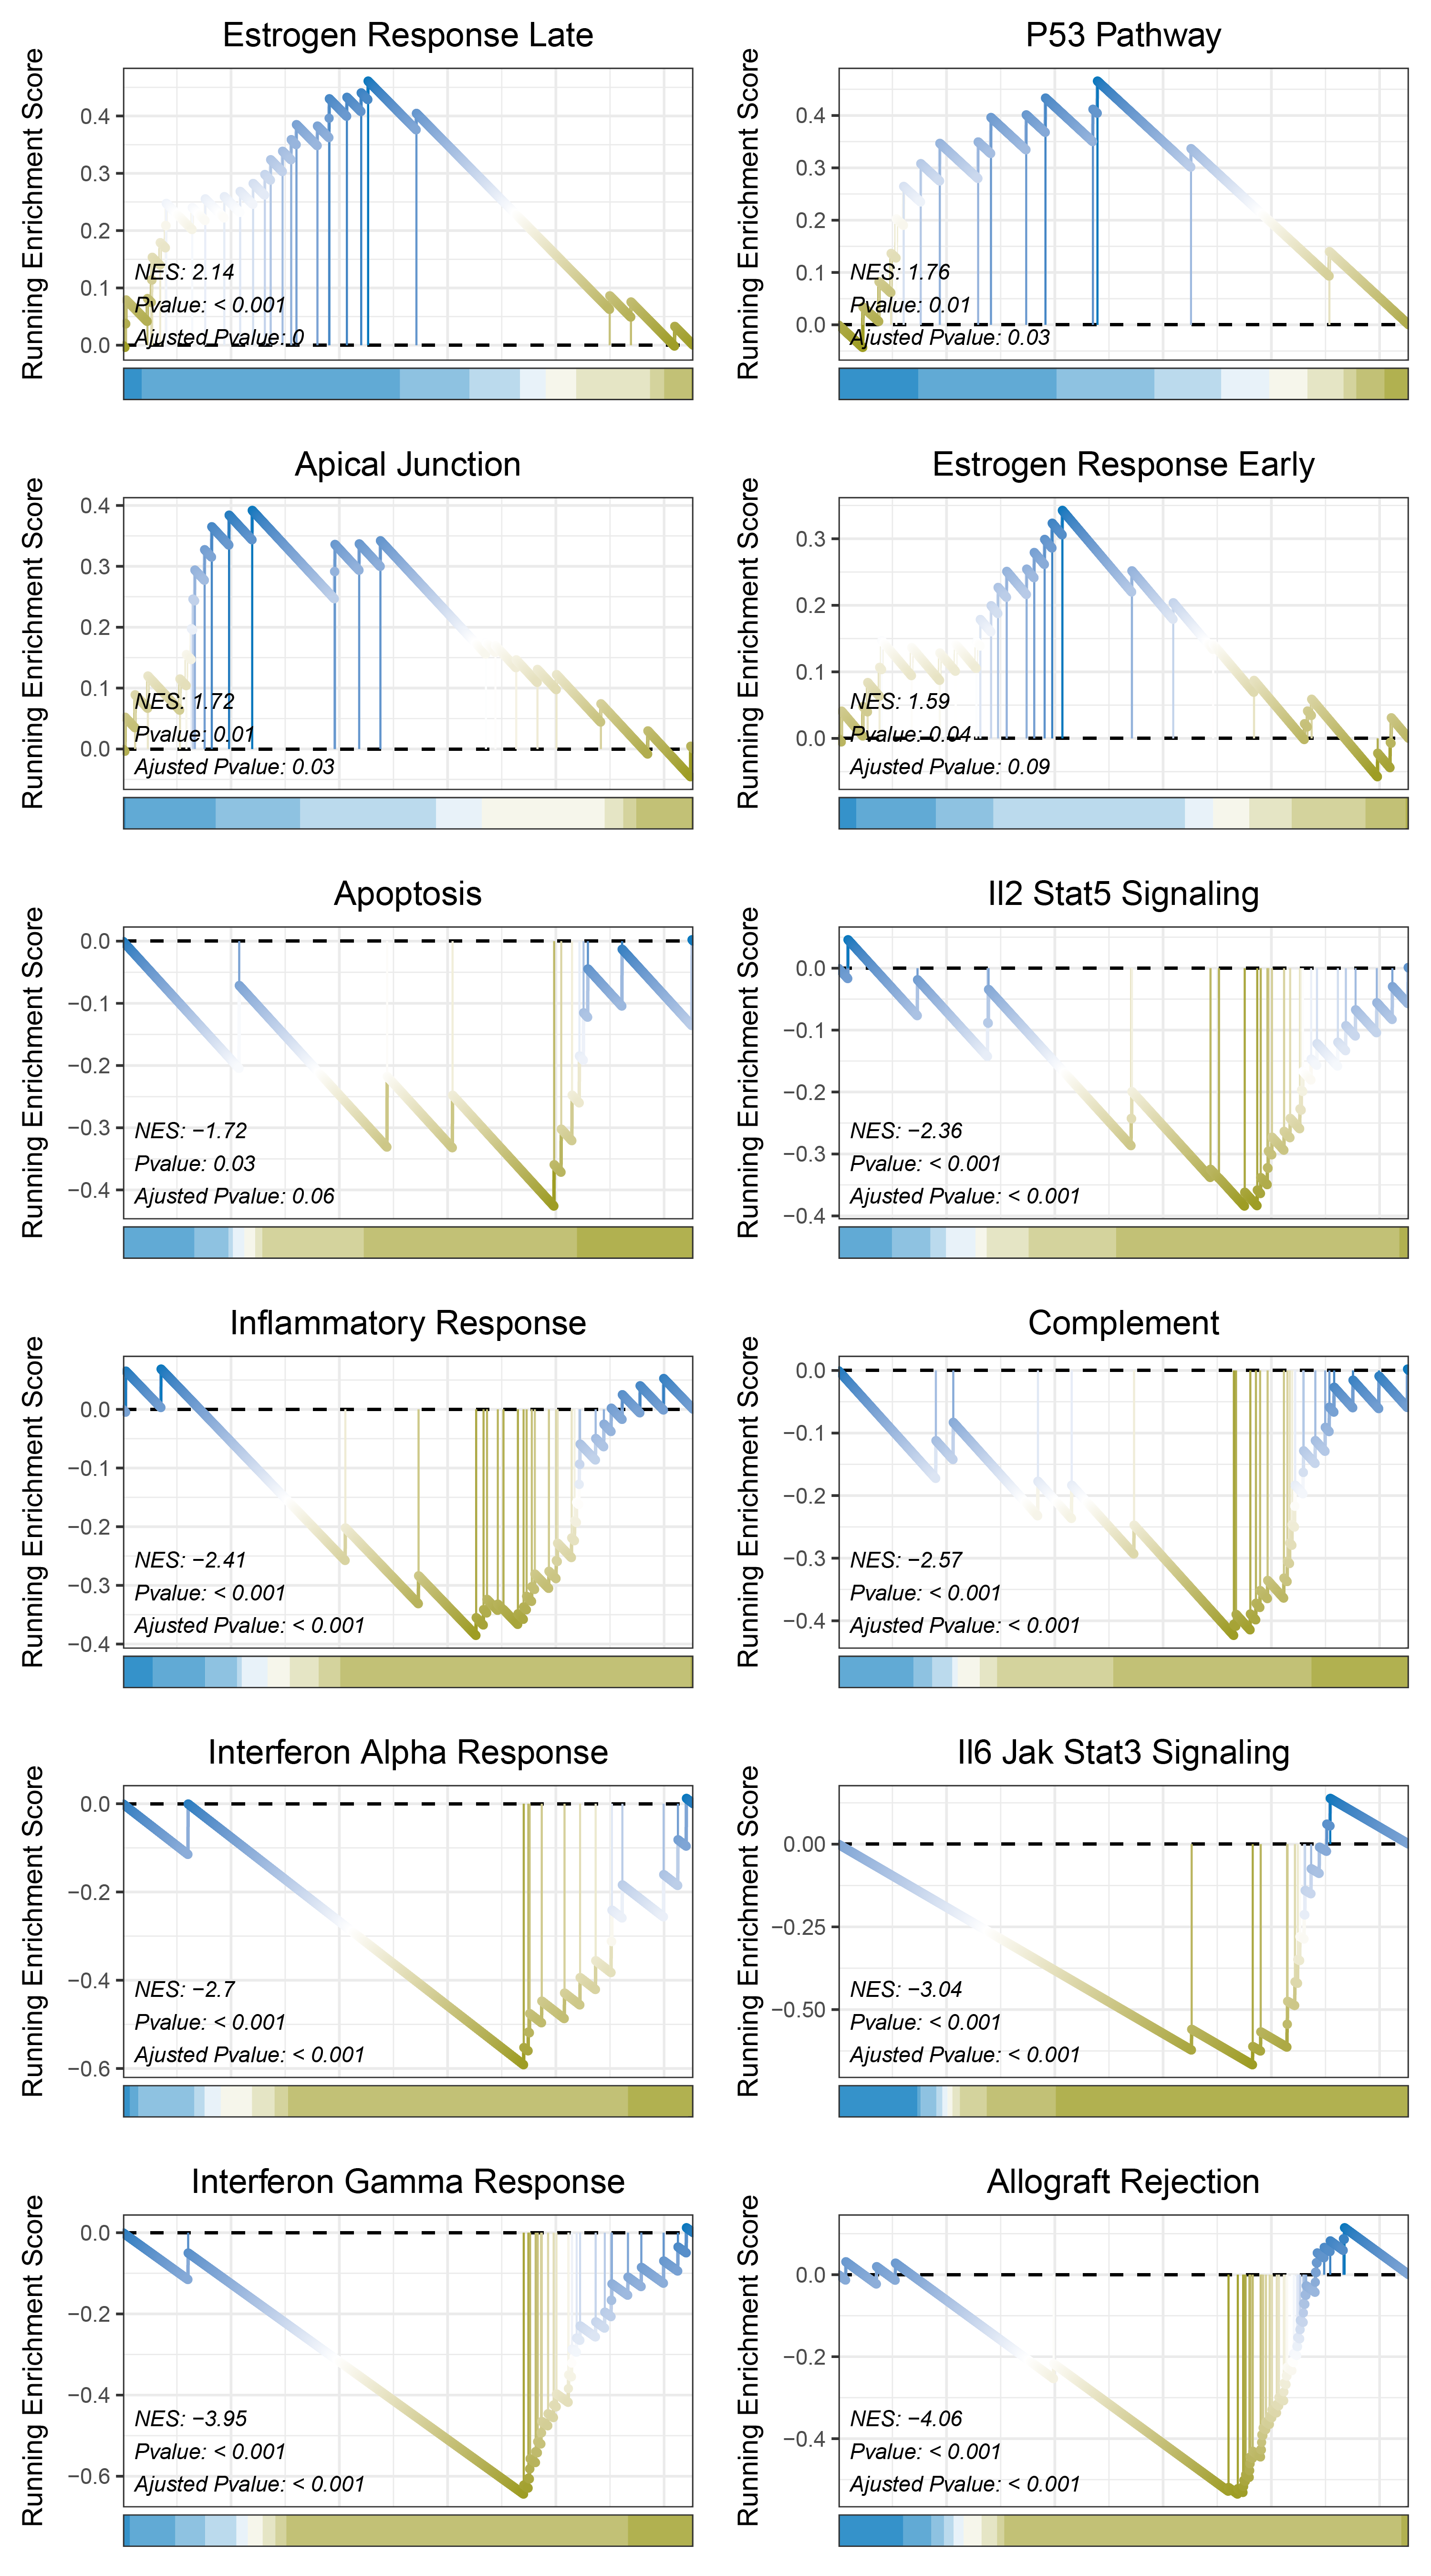 Estrogen Response Late
Running Enrichment Score
0.4
0.3
0.2
0.1
0.0
NES: 2.14
Pvalue: < 0.001
Ajusted Pvalue: 0
P53 Pathway
Running Enrichment Score
0.4
0.3
0.2
0.1
0.0
NES: 1.76
Pvalue: 0.01
Ajusted Pvalue: 0.03
Apical Junction
Running Enrichment Score
0.4
0.3
0.2
0.1
0.0
NES: 1.72
Pvalue: 0.01
Ajusted Pvalue: 0.03
Estrogen Response Early
Running Enrichment Score
0.3
0.2
0.1
0.0
NES: 1.59
Pvalue: 0.04
Ajusted Pvalue: 0.09
Apoptosis
Running Enrichment Score
0.0
−0.1
−0.2
−0.3
−0.4
NES: −1.72
Pvalue: 0.03
Ajusted Pvalue: 0.06
Il2 Stat5 Signaling
Running Enrichment Score
0.0
−0.1
−0.2
−0.3
−0.4
NES: −2.36
Pvalue: < 0.001
Ajusted Pvalue: < 0.001
Inflammatory Response
Running Enrichment Score
0.0
−0.1
−0.2
−0.3
−0.4
NES: −2.41
Pvalue: < 0.001
Ajusted Pvalue: < 0.001
Complement
Running Enrichment Score
0.0
−0.1
−0.2
−0.3
−0.4
NES: −2.57
Pvalue: < 0.001
Ajusted Pvalue: < 0.001
Interferon Alpha Response
Running Enrichment Score
0.0
−0.2
−0.4
−0.6
NES: −2.7
Pvalue: < 0.001
Ajusted Pvalue: < 0.001
Il6 Jak Stat3 Signaling
Running Enrichment Score
0.00
−0.25
−0.50
NES: −3.04
Pvalue: < 0.001
Ajusted Pvalue: < 0.001
Interferon Gamma Response
Running Enrichment Score
0.0
−0.2
−0.4
−0.6
NES: −3.95
Pvalue: < 0.001
Ajusted Pvalue: < 0.001
Allograft Rejection
Running Enrichment Score
0.0
−0.2
−0.4
NES: −4.06
Pvalue: < 0.001
Ajusted Pvalue: < 0.001